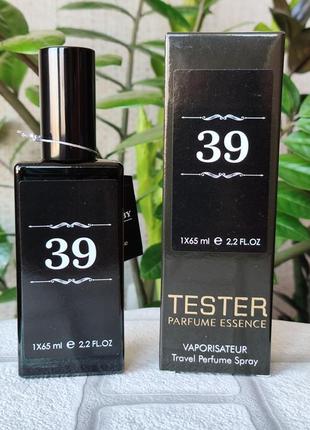 39
1X65 ml e 2,2 FL.OZ
BY
39
1X65 ml e 2,2 FL.OZ
TESTER
PARFUME ESSENCE
VAPORISATEUR
Travel Perfume Spray